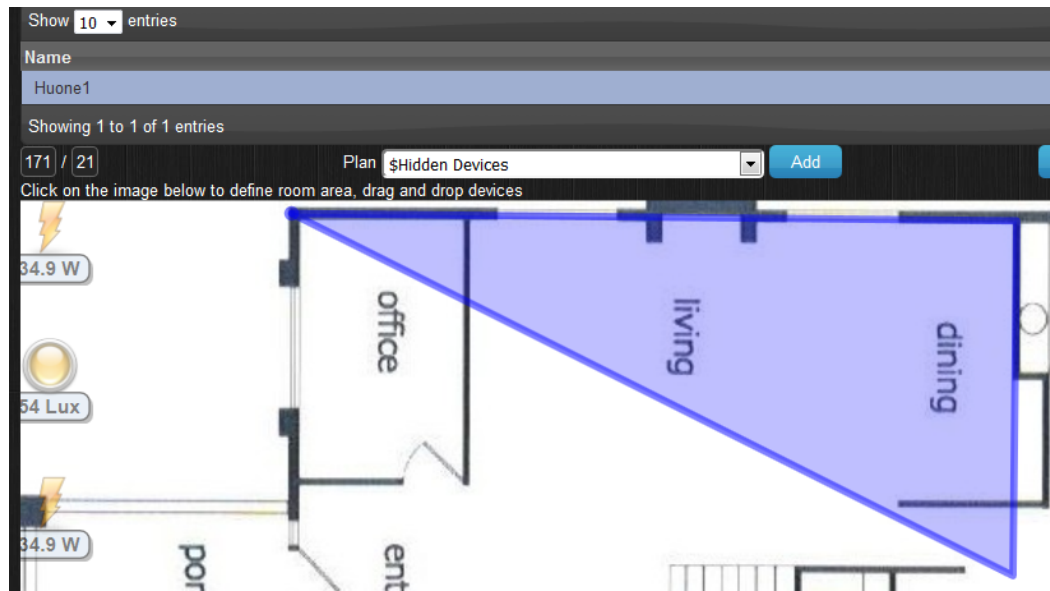 Show 10 entries
Name
Huone1
Showing 1 to 1 of 1 entries
171 / 21 Plan $Hidden Devices Add
Click on the image below to define room area, drag and drop devices
34.9 W
office
living
dining
54 Lux
34.9 W
por
ent